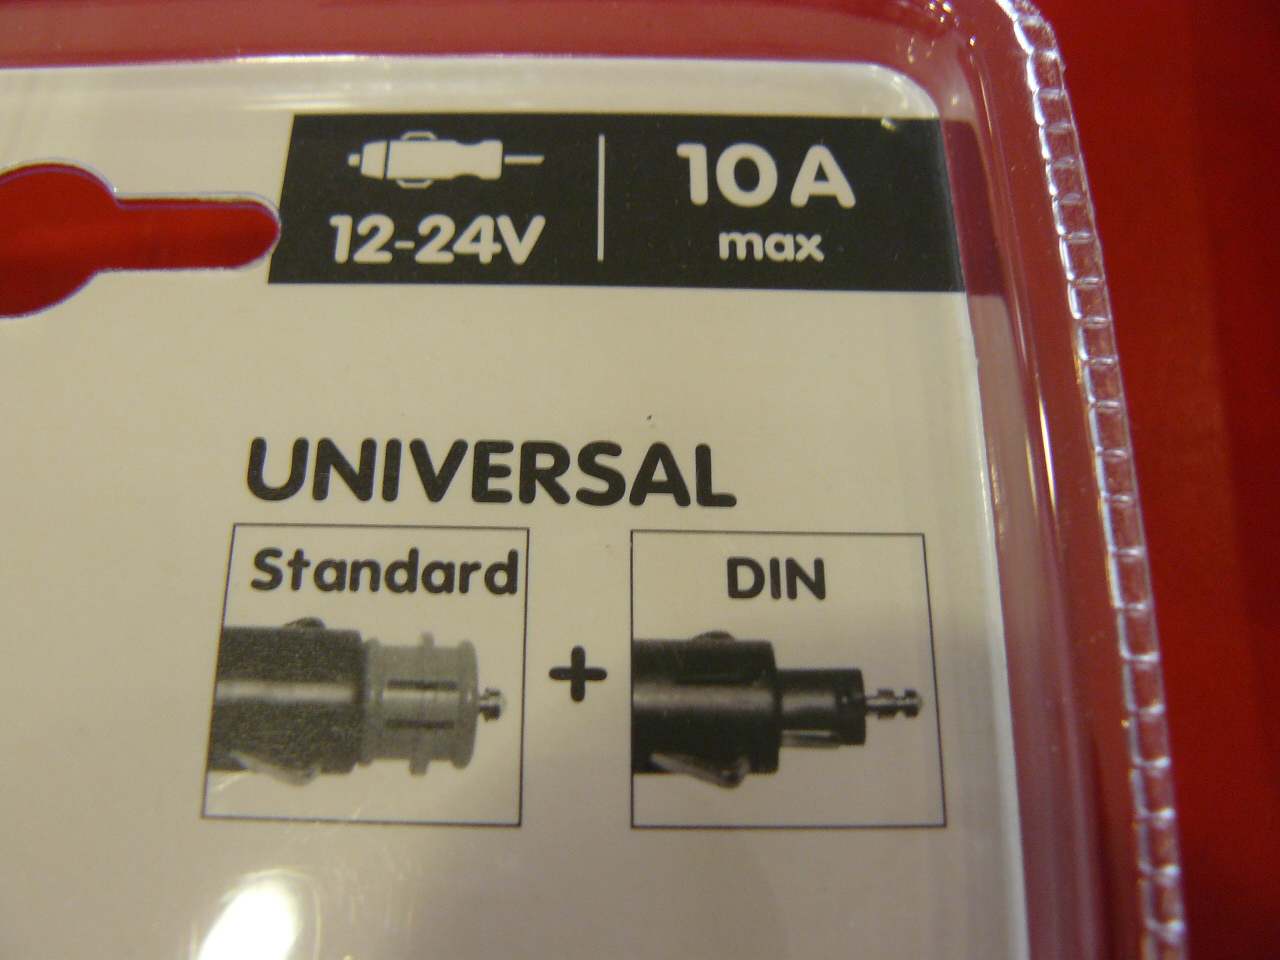 12-24V
10A
max
UNIVERSAL
Standard
+
DIN